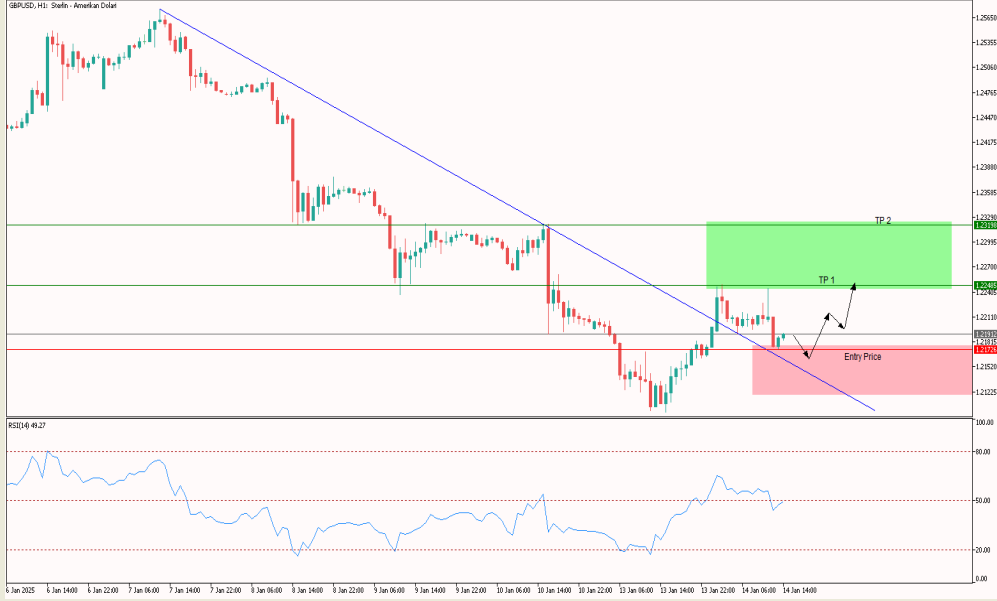 GBPUSD, H1: Sterlin - Amerikan Dolari
1.25650
1.25355
1.25060
1.24765
1.24470
1.24175
1.23880
1.23585
1.23290
TP 2
1.23190
1.22995
1.22700
TP 1
1.22485
1.22405
1.22110
1.21912
1.21815
1.21726
Entry Price
1.21520
1.21225
RSI(14) 49.27
100.00
80.00
50.00
20.00
0.00
6 Jan 2025
6 Jan 14:00
6 Jan 22:00
7 Jan 06:00
7 Jan 14:00
7 Jan 22:00
8 Jan 06:00
8 Jan 14:00
8 Jan 22:00
9 Jan 06:00
9 Jan 14:00
9 Jan 22:00
10 Jan 06:00
10 Jan 14:00
10 Jan 22:00
13 Jan 06:00
13 Jan 14:00
13 Jan 22:00
14 Jan 06:00
14 Jan 14:00